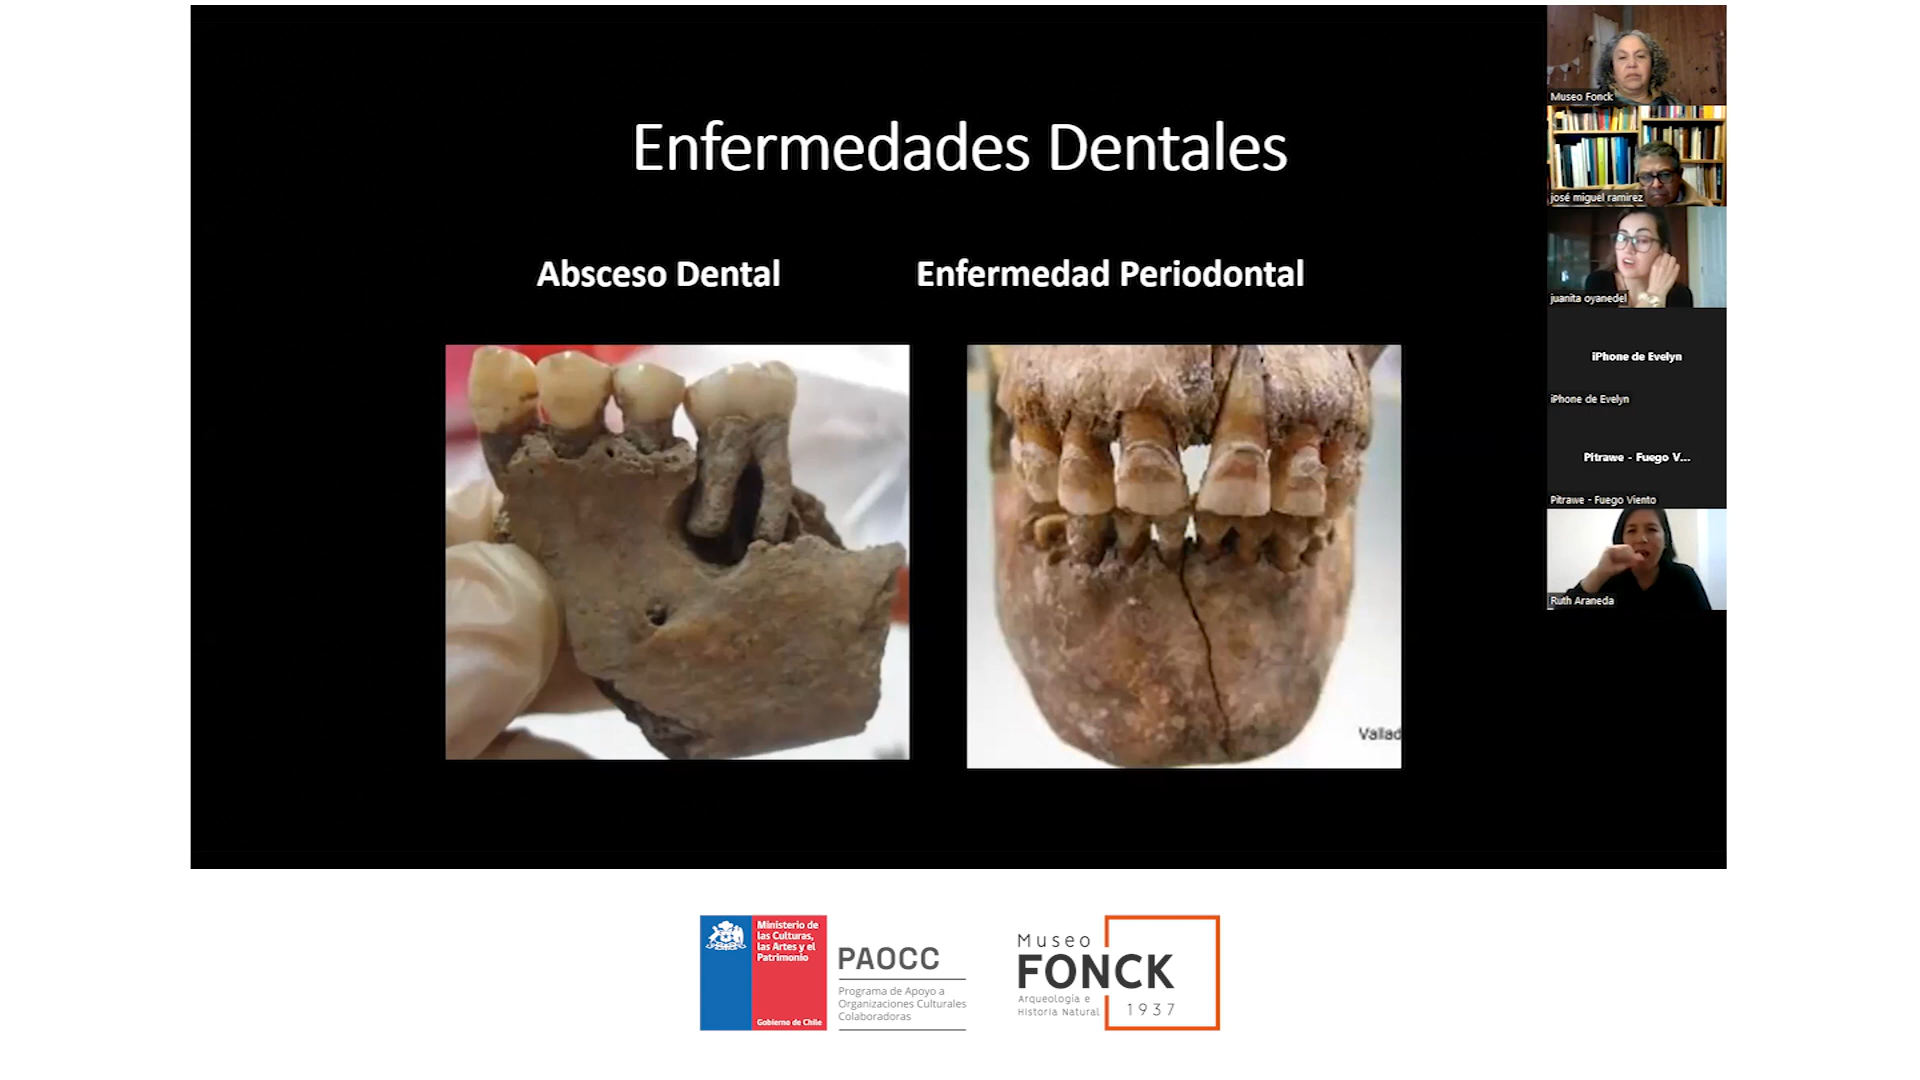 Enfermedades Dentales
Absceso Dental
Enfermedad Periodontal
Vallad
Museo Fonck
josé miguel ramirez
juanita oyanedel
iPhone de Evelyn
iPhone de Evelyn
Pitrawe - Fuego V...
Pitrawe - Fuego Viento
Ruth Araneda
Ministerio de
las Culturas,
las Artes y el
Patrimonio
Gobierno de Chile
PAOCC
Programa de Apoyo a
Organizaciones Culturales
Colaboradoras
Museo
FONCK
Arqueología e
Historia Natural
1937